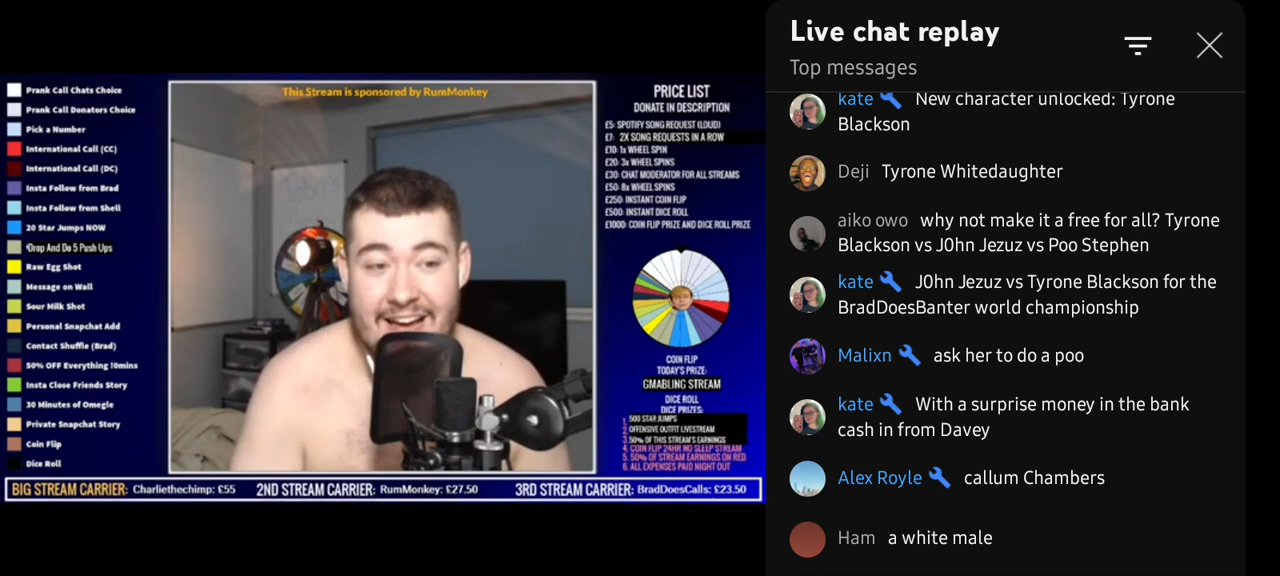 Prank Call Chats Choice
Prank Call Donators Choice
Pick a Number
International Call (CC)
International Call (DC)
Insta Follow from Brad
Insta Follow from Shell
20 Star Jumps NOW
Drop And Do 5 Push Ups
Raw Egg Shot
Message on Wall
Sour Milk Shot
Personal Snapchat Add
Contact Shuffle (Brad)
50% OFF Everything 10mins
Insta Close Friends Story
30 Minutes of Omegle
Private Snapchat Story
Coin Flip
Dice Roll
This Stream is sponsored by RumMonkey
PRICE LIST
DONATE IN DESCRIPTION
£5: SPOTIFY SONG REQUEST (LOUD)
£7: 2X SONG REQUESTS IN A ROW
£10: 1x WHEEL SPIN
£20: 3x WHEEL SPINS
£30: CHAT MODERATOR FOR ALL STREAMS
£50: 8x WHEEL SPINS
£250: INSTANT COIN FLIP
£500: INSTANT DICE ROLL
£1000: COIN FLIP PRIZE AND DICE ROLL PRIZE
COIN FLIP
TODAY'S PRIZE:
GMABLING STREAM
DICE ROLL
DICE PRIZES:
1. 500 STAR JUMPS
2. OFFENSIVE OUTFIT LIVESTREAM
3. 50% OF THIS STREAM'S EARNINGS
4. COIN FLIP 24HR NO SLEEP STREAM
5. 50% OF STREAM EARNINGS ON RED
6. ALL EXPENSES PAID NIGHT OUT
BIG STREAM CARRIER: Charliethechimp: £55 2ND STREAM CARRIER: RumMonkey: £27.50 3RD STREAM CARRIER: BradDoesCalls: £23.50
Live chat replay
Top messages
kate New character unlocked: Tyrone
Blackson
Deji Tyrone Whitedaughter
aiko owo why not make it a free for all? Tyrone
Blackson vs J0hn Jezuz vs Poo Stephen
kate J0hn Jezuz vs Tyrone Blackson for the
BradDoesBanter world championship
Malixn ask her to do a poo
kate With a surprise money in the bank
cash in from Davey
Alex Royle callum Chambers
Ham a white male